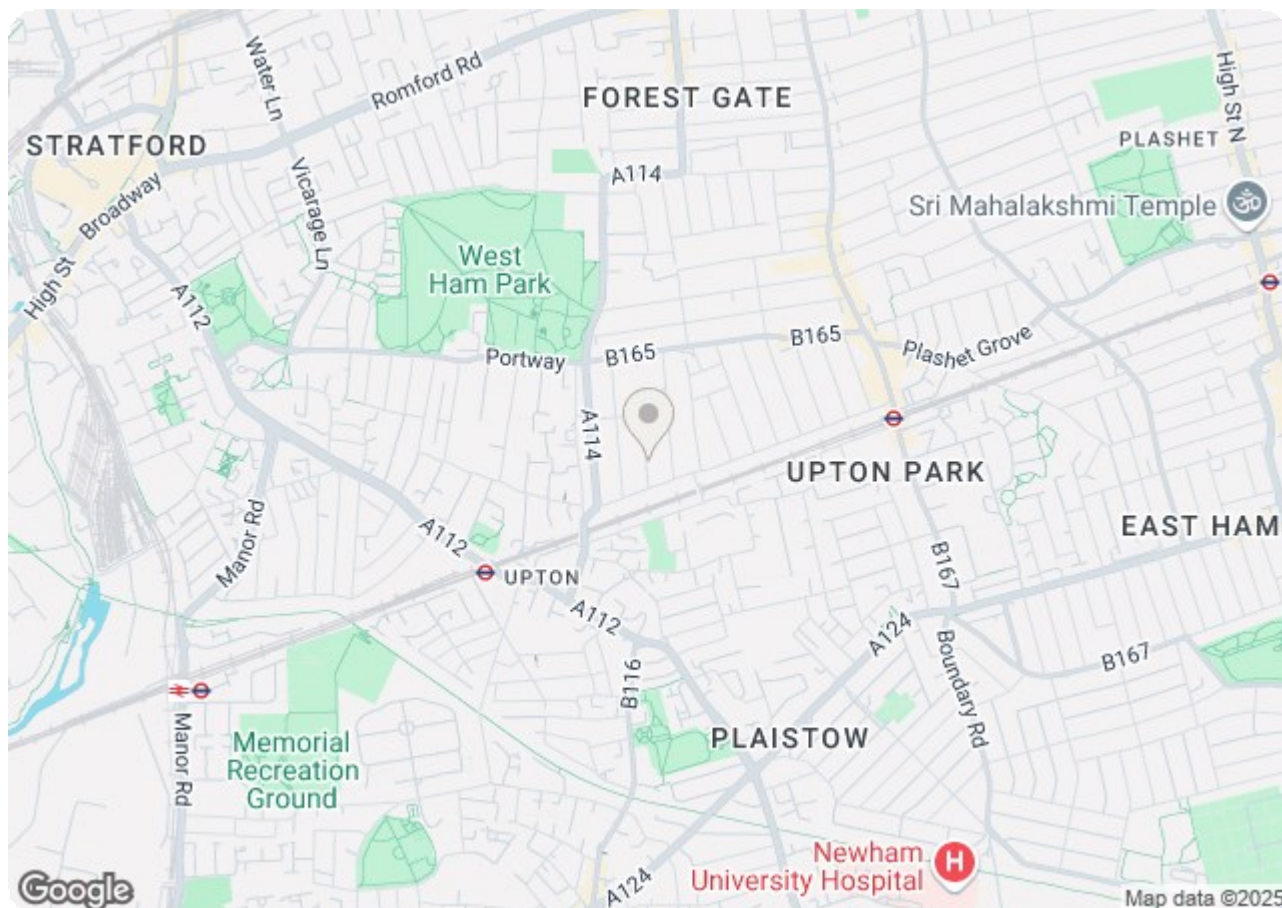 Water Ln
Romford Rd
FOREST GATE
High St N
STRATFORD
PLASHET
Broadway
Vicarage Ln
A114
Sri Mahalakshmi Temple
West
Ham Park
High St
A112
Portway
B165
B165
Plashet Grove
A114
UPTON PARK
Manor Rd
A112
EAST HAM
UPTON
B167
A112
A124
Boundary Rd
B167
B116
Manor Rd
Memorial
Recreation
Ground
PLAISTOW
Newham
University Hospital
H
A124
Google
Map data ©2025